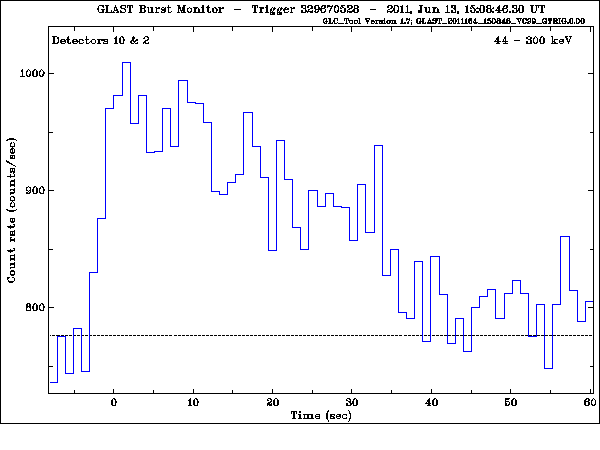 GLAST Burst Monitor – Trigger 329670528 – 2011, Jun 13, 15:08:46.30 UT
GLC_Tool Version 1.7; GLAST_2011164_150846_VC09_GTRIG.0.00
Detectors 10 & 2
44 – 300 keV
1000
900
800
Count rate (counts/sec)
0 10 20 30 40 50 60
Time (sec)